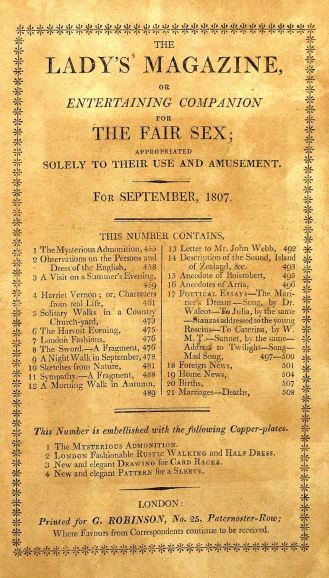 THE
LADY'S MAGAZINE,
OR
ENTERTAINING COMPANION
FOR
THE FAIR SEX;
APPROPRIATED
SOLELY TO THEIR USE AND AMUSEMENT.
FOR SEPTEMBER, 1807.
THIS NUMBER CONTAINS,
1 The Mysterious Admonition, 455
2 Observations on the Persons and
Dress of the English, 458
3 A Visit on a Summer's Evening,
459
4 Harriet Vernon; or, Characters
from real Life, 461
5 Solitary Walks in a Country
Church-yard, 473
6 The Harvest Evening, 475
7 London Fashions, 476
8 The Sword.—A Fragment, 476
9 A Night Walk in September, 478
10 Sketches from Nature, 481
11 Sympathy.—A Fragment, 488
12 A Morning Walk in Autumn,
489
13 Letter to Mr. John Webb, 492
14 Description of the Sound, Island
of Zealand, &c. 493
15 Anecdote of Boisrobert, 495
16 Anecdotes of Arria, 496
17 POETICAL ESSAYS—The Mari-
ner's Dream—Song, by Dr.
Walcot—To Julia, by the same
—Stanzas addressed to the young
Roscius—To Caterina, by W.
M. T.—Sonnet, by the same—
Address to Twilight—Song—
Mad Song, 497—500
18 Foreign News, 501
19 Home News, 504
20 Births, 507
21 Marriages—Deaths, 508
This Number is embellished with the following Copper-plates.
1 The MYSTERIOUS ADMONITION.
2 LONDON Fashionable RUSTIC WALKING and HALF DRESS.
3 New and elegant DRAWING for CARD RACKS.
4 New and elegant PATTERN for a SLEEVE.
LONDON:
Printed for G. ROBINSON, No. 25, Paternoster-Row;
Where Favours from Correspondents continue to be received.